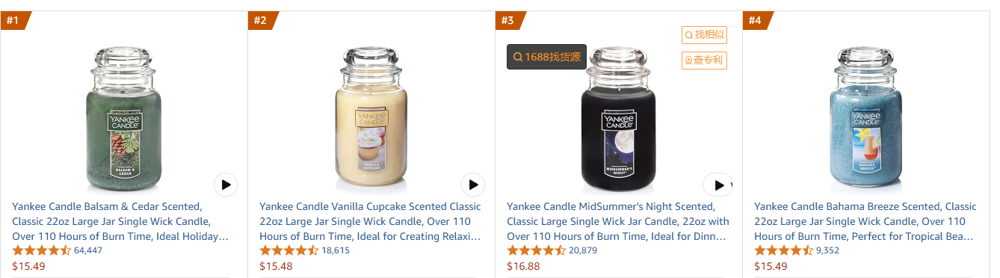 #1
YANKEE
CANDLE®
BALSAM &
CEDAR
Yankee Candle Balsam & Cedar Scented,
Classic 22oz Large Jar Single Wick Candle,
Over 110 Hours of Burn Time, Ideal Holiday…
64,447
$15.49
#2
YANKEE
CANDLE®
VANILLA
CUPCAKE
Yankee Candle Vanilla Cupcake Scented Classic
22oz Large Jar Single Wick Candle, Over 110
Hours of Burn Time, Ideal for Creating Relaxi…
18,615
$15.48
#3
找相似
1688找货源
查专利
YANKEE
CANDLE®
MIDSUMMER'S
NIGHT®
Yankee Candle MidSummer's Night Scented,
Classic Large Single Wick Jar Candle, 22oz with
Over 110 Hours of Burn Time, Ideal for Dinn…
20,879
$16.88
#4
YANKEE
CANDLE®
BAHAMA
BREEZE™
Yankee Candle Bahama Breeze Scented, Classic
22oz Large Jar Single Wick Candle, Over 110
Hours of Burn Time, Perfect for Tropical Bea…
9,352
$15.49